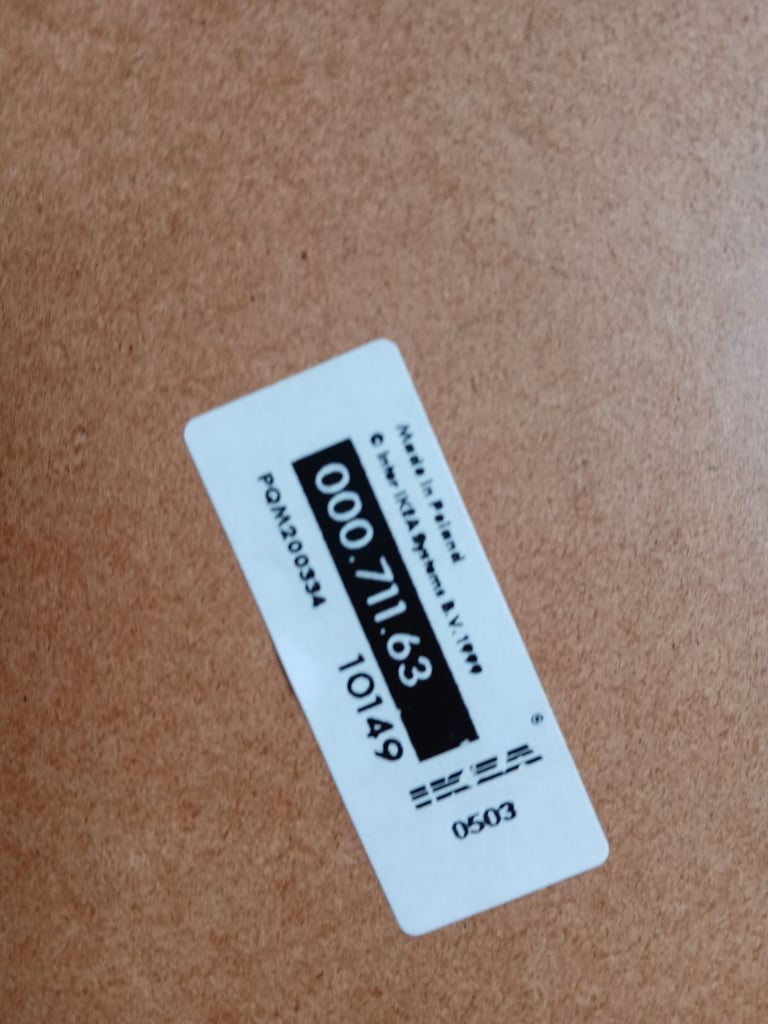 Made in Poland
© Inter IKEA Systems B.V. 1999
000.711.63
PQM200334
10149
IKEA
®
0503